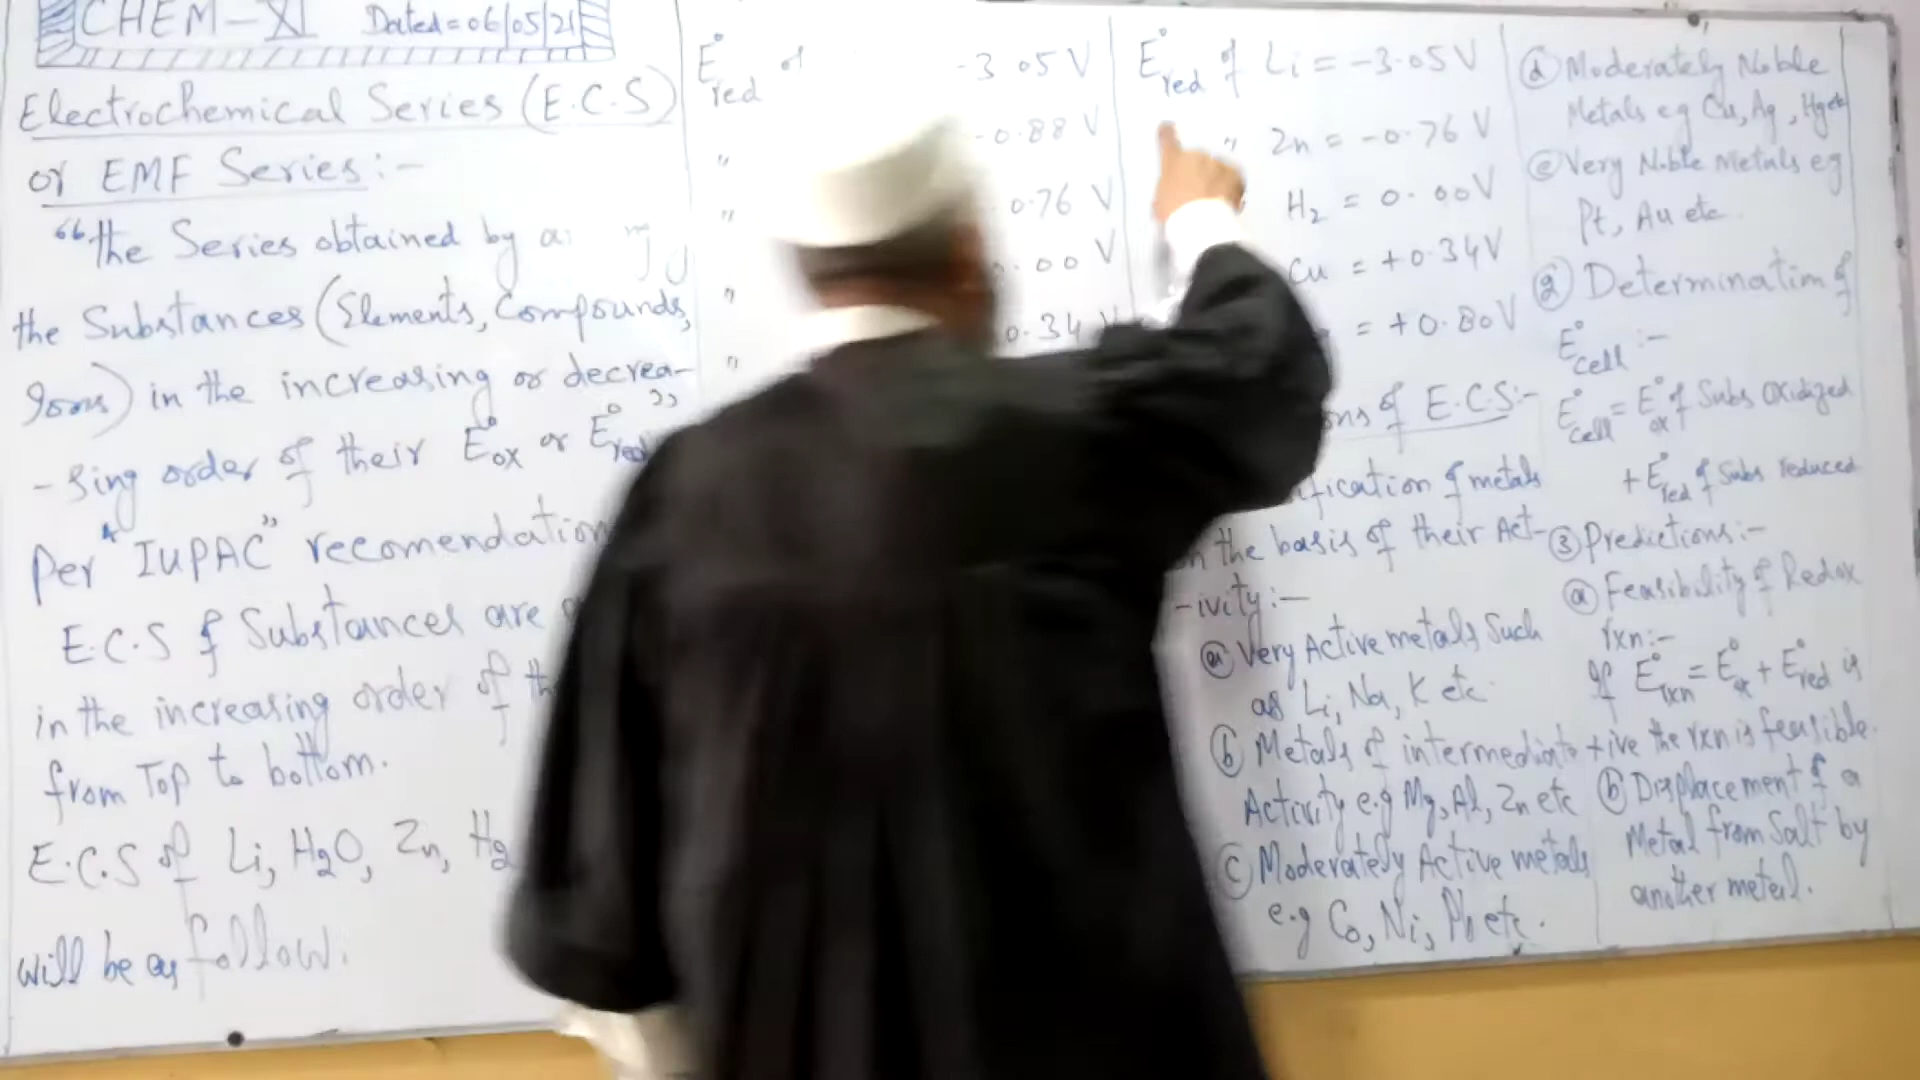 CHEM-XI Dated=06/05/21
Electrochemical Series (E.C.S)
or EMF Series:-
"the Series obtained by
the Substances (Elements, Compounds,
Ions) in the increasing or decrea-
-sing order of their E°ox or E°red"
Per "IUPAC" recomendation
E.C.S of Substances are
in the increasing order of
from Top to bottom.
E.C.S of Li, H2O, Zn, H2
will be as follow.
E°red of -3.05V
" -0.88 V
" 0.76 V
" 0.00 V
" 0.34 V
E°red of Li = -3.05V
" Zn = -0.76 V
H2 = 0.00V
Cu = +0.34V
= +0.80V
of E.C.S:-
of metals
the basis of their Act-
-ivity:-
(a) Very Active metals Such
as Li, Na, K etc.
(b) Metals of intermediate
Activity e.g Mg, Al, Zn etc
(c) Moderately Active metals
e.g Co, Ni, Pb etc.
(d) Moderately Noble
Metals eg Cu, Ag, Hg etc
(e) Very Noble Metals eg
Pt, Au etc.
(2) Determination of
E°cell:-
E°cell = E°ox of Subs Oxidized
+ E°red of Subs reduced
(3) Predictions:-
(a) Feasibility of Redox
rxn:-
If E°rxn = E°ox + E°red is
+ive the rxn is feasible.
(b) Displacement of a
Metal from Salt by
another metal.